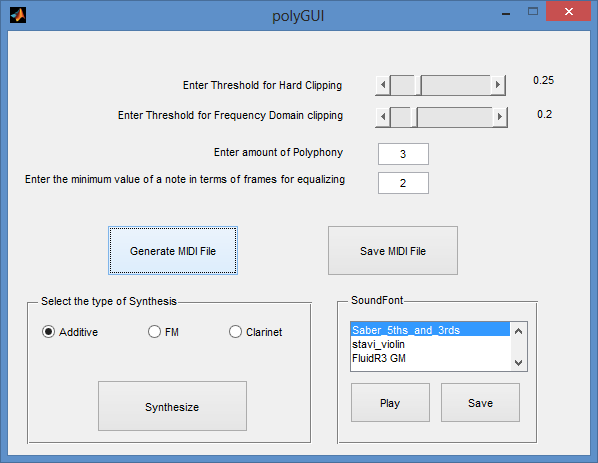 polyGUI
Enter Threshold for Hard Clipping 0.25
Enter Threshold for Frequency Domain clipping 0.2
Enter amount of Polyphony 3
Enter the minimum value of a note in terms of frames for equalizing 2
Generate MIDI File Save MIDI File
Select the type of Synthesis
Additive FM Clarinet
Synthesize
SoundFont
Saber_5ths_and_3rds
stavi_violin
FluidR3 GM
Play Save